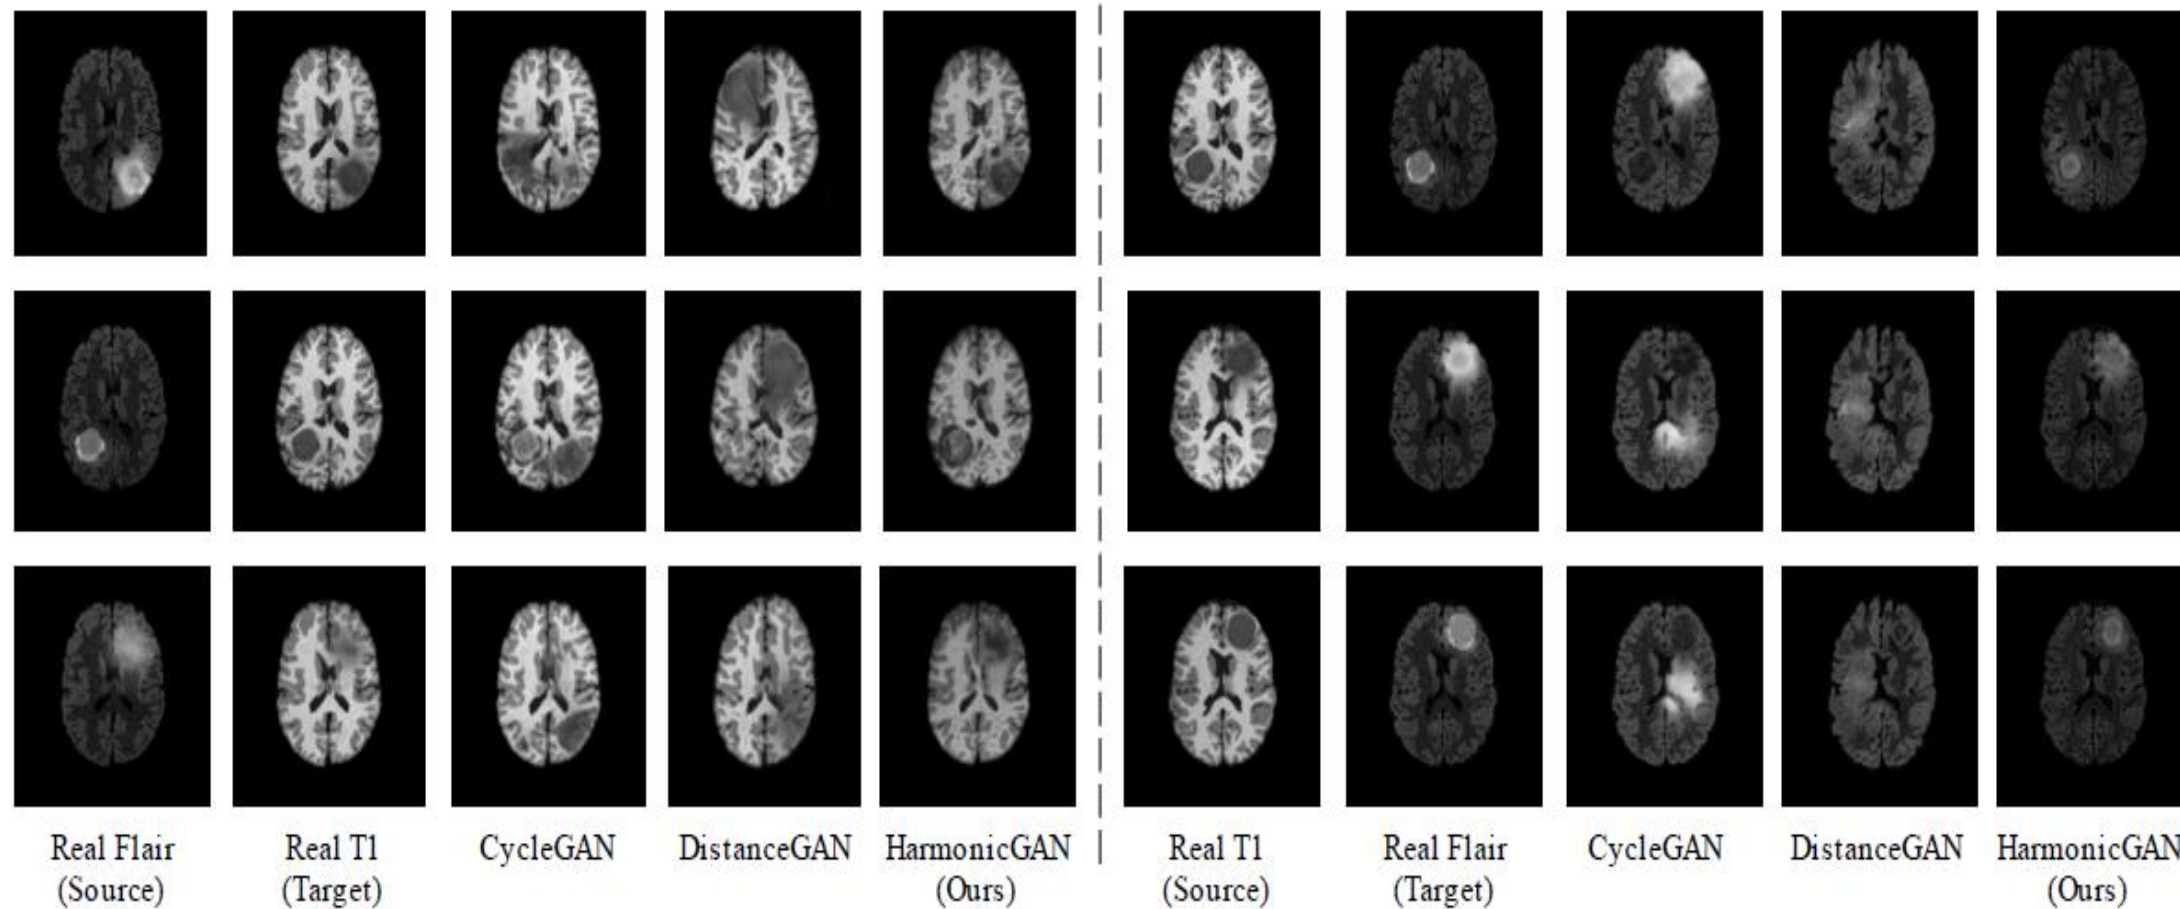 Real Flair
(Source)
Real T1
(Target)
CycleGAN
DistanceGAN
HarmonicGAN
(Ours)
Real T1
(Source)
Real Flair
(Target)
CycleGAN
DistanceGAN
HarmonicGAN
(Ours)